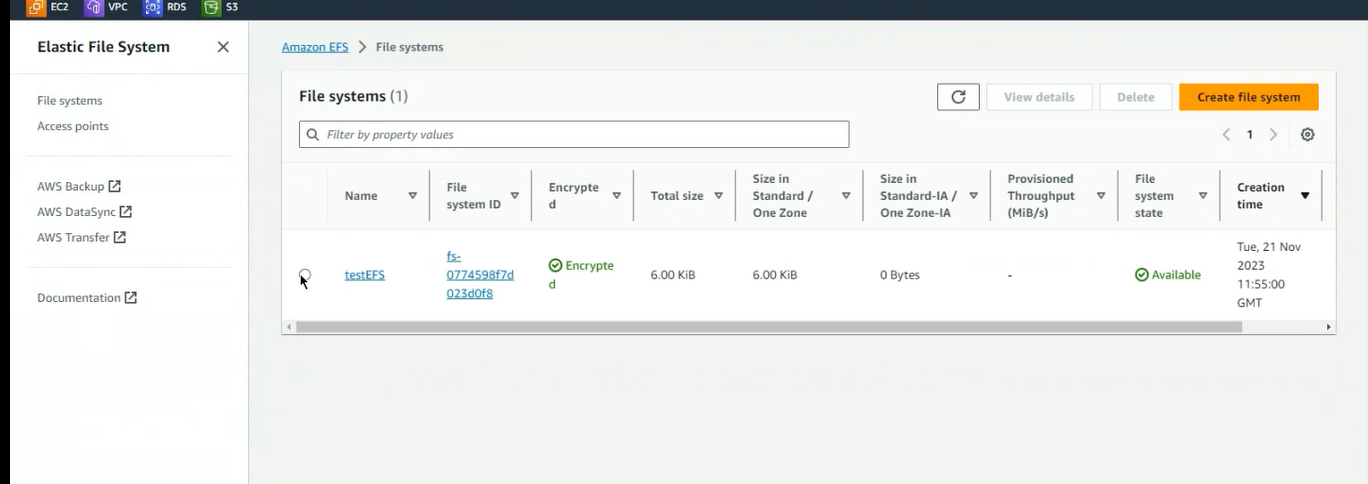 EC2 VPC RDS S3
Elastic File System
Amazon EFS File systems
File systems
Access points
AWS Backup
AWS DataSync
AWS Transfer
Documentation
File systems (1)
View details
Delete
Create file system
Filter by property values
1
Name
File
system ID
Encrypte
d
Total size
Size in
Standard /
One Zone
Size in
Standard-IA /
One Zone-IA
Provisioned
Throughput
(MiB/s)
File
system
state
Creation
time
testEFS
fs-
0774598f7d
023d0f8
Encrypte
d
6.00 KiB
6.00 KiB
0 Bytes
-
Available
Tue, 21 Nov
2023
11:55:00
GMT